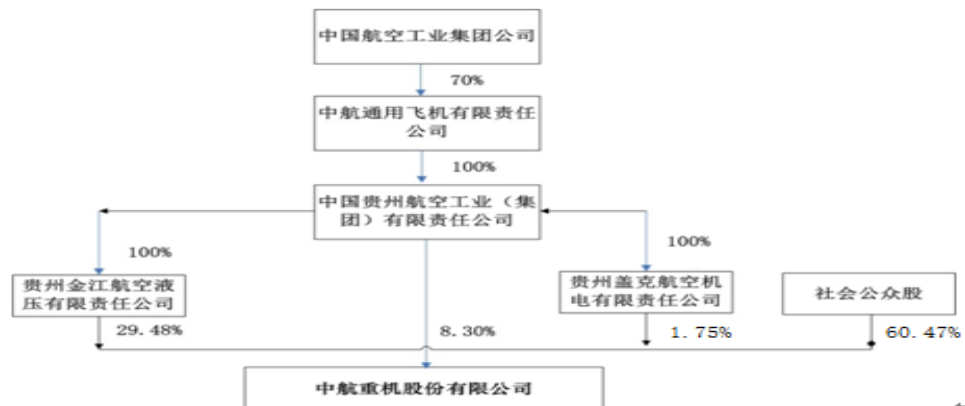 中国航空工业集团公司
70%
中航通用飞机有限责任
公司
100%
中国贵州航空工业（集
团）有限责任公司
100%
100%
贵州金江航空液
压有限责任公司
贵州盖克航空机
电有限责任公司
社会公众股
29.48%
8.30%
1.75%
60.47%
中航重机股份有限公司